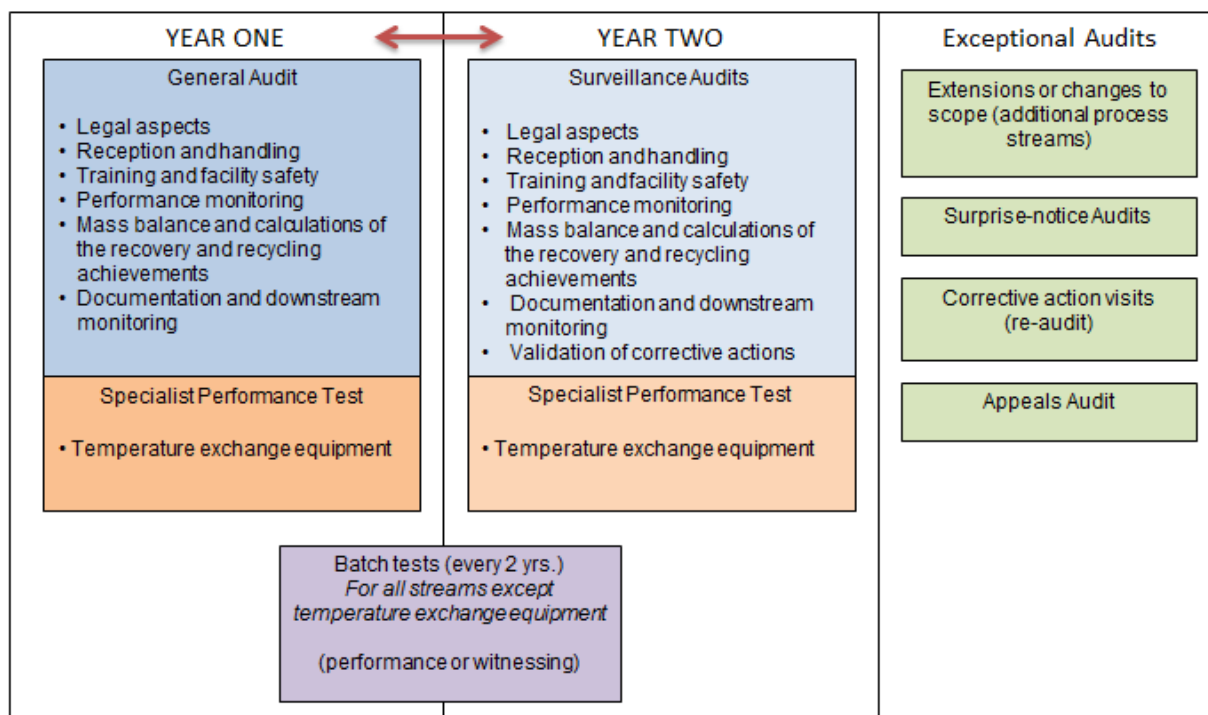 YEAR ONE
General Audit
• Legal aspects
• Reception and handling
• Training and facility safety
• Performance monitoring
• Mass balance and calculations of
the recovery and recycling
achievements
• Documentation and downstream
monitoring
Specialist Performance Test
• Temperature exchange equipment
YEAR TWO
Surveillance Audits
• Legal aspects
• Reception and handling
• Training and facility safety
• Performance monitoring
• Mass balance and calculations of
the recovery and recycling
achievements
• Documentation and downstream
monitoring
• Validation of corrective actions
Specialist Performance Test
• Temperature exchange equipment
Batch tests (every 2 yrs.)
For all streams except
temperature exchange equipment
(performance or witnessing)
Exceptional Audits
Extensions or changes to
scope (additional process
streams)
Surprise-notice Audits
Corrective action visits
(re-audit)
Appeals Audit